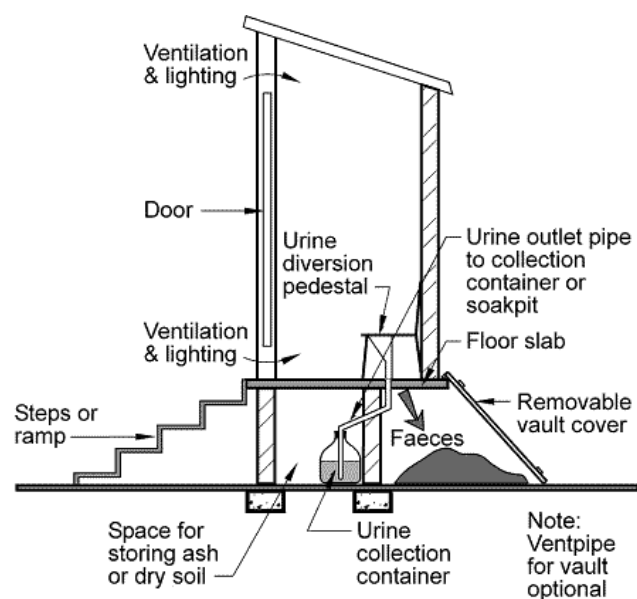 Ventilation
& lighting
Door
Urine
diversion
pedestal
Urine outlet pipe
to collection
container or
soakpit
Ventilation
& lighting
Floor slab
Steps or
ramp
Removable
vault cover
Faeces
Space for
storing ash
or dry soil
Urine
collection
container
Note:
Ventpipe
for vault
optional